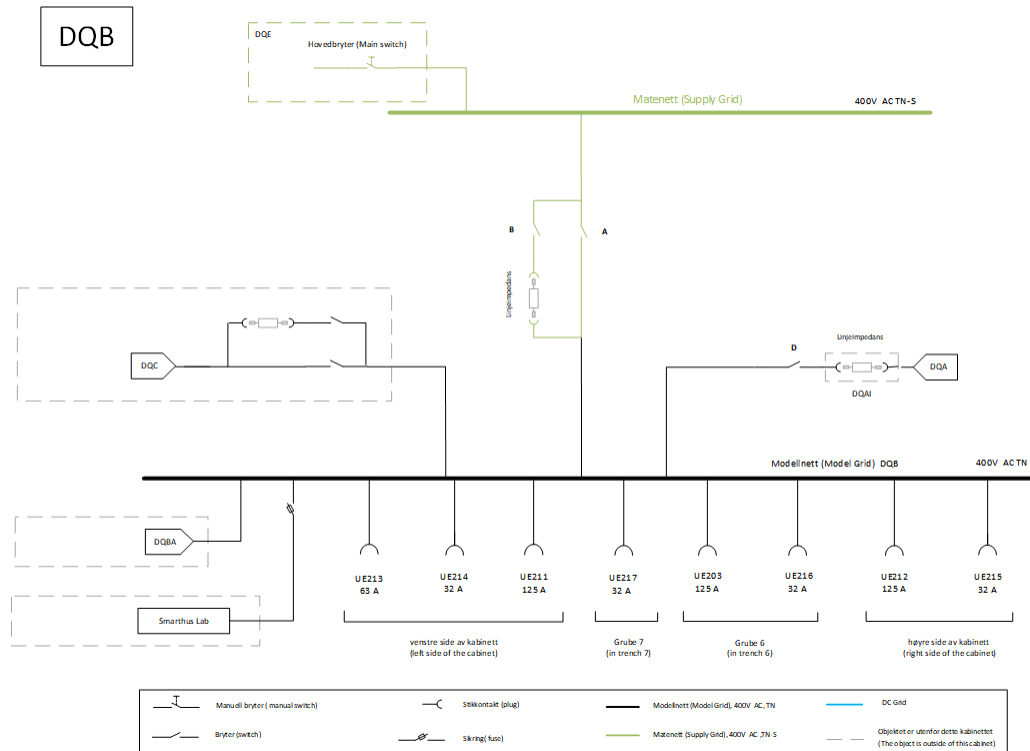 DQB
DQE
Hovedbryter (Main switch)
Matenett (Supply Grid)
400V AC TN-S
B
A
Linjeimpedans
DQC
D
Linjeimpedans
DQA
DQAI
Modellnett (Model Grid) DQB
400V AC TN
DQBA
Smarthus Lab
UE213
63 A
UE214
32 A
UE211
125 A
UE217
32 A
UE203
125 A
UE216
32 A
UE212
125 A
UE215
32 A
venstre side av kabinett
(left side of the cabinet)
Grube 7
(in trench 7)
Grube 6
(in trench 6)
høyre side av kabinett
(right side of the cabinet)
Manuell bryter ( manual switch)
Stikkontakt (plug)
Modellnett (Model Grid), 400V AC, TN
DC Grid
Bryter (switch)
Sikring( fuse)
Matenett (Supply Grid), 400V AC ,TN-S
Objektet er utenfor dette kabinettet
(The object is outside of this cabinet)